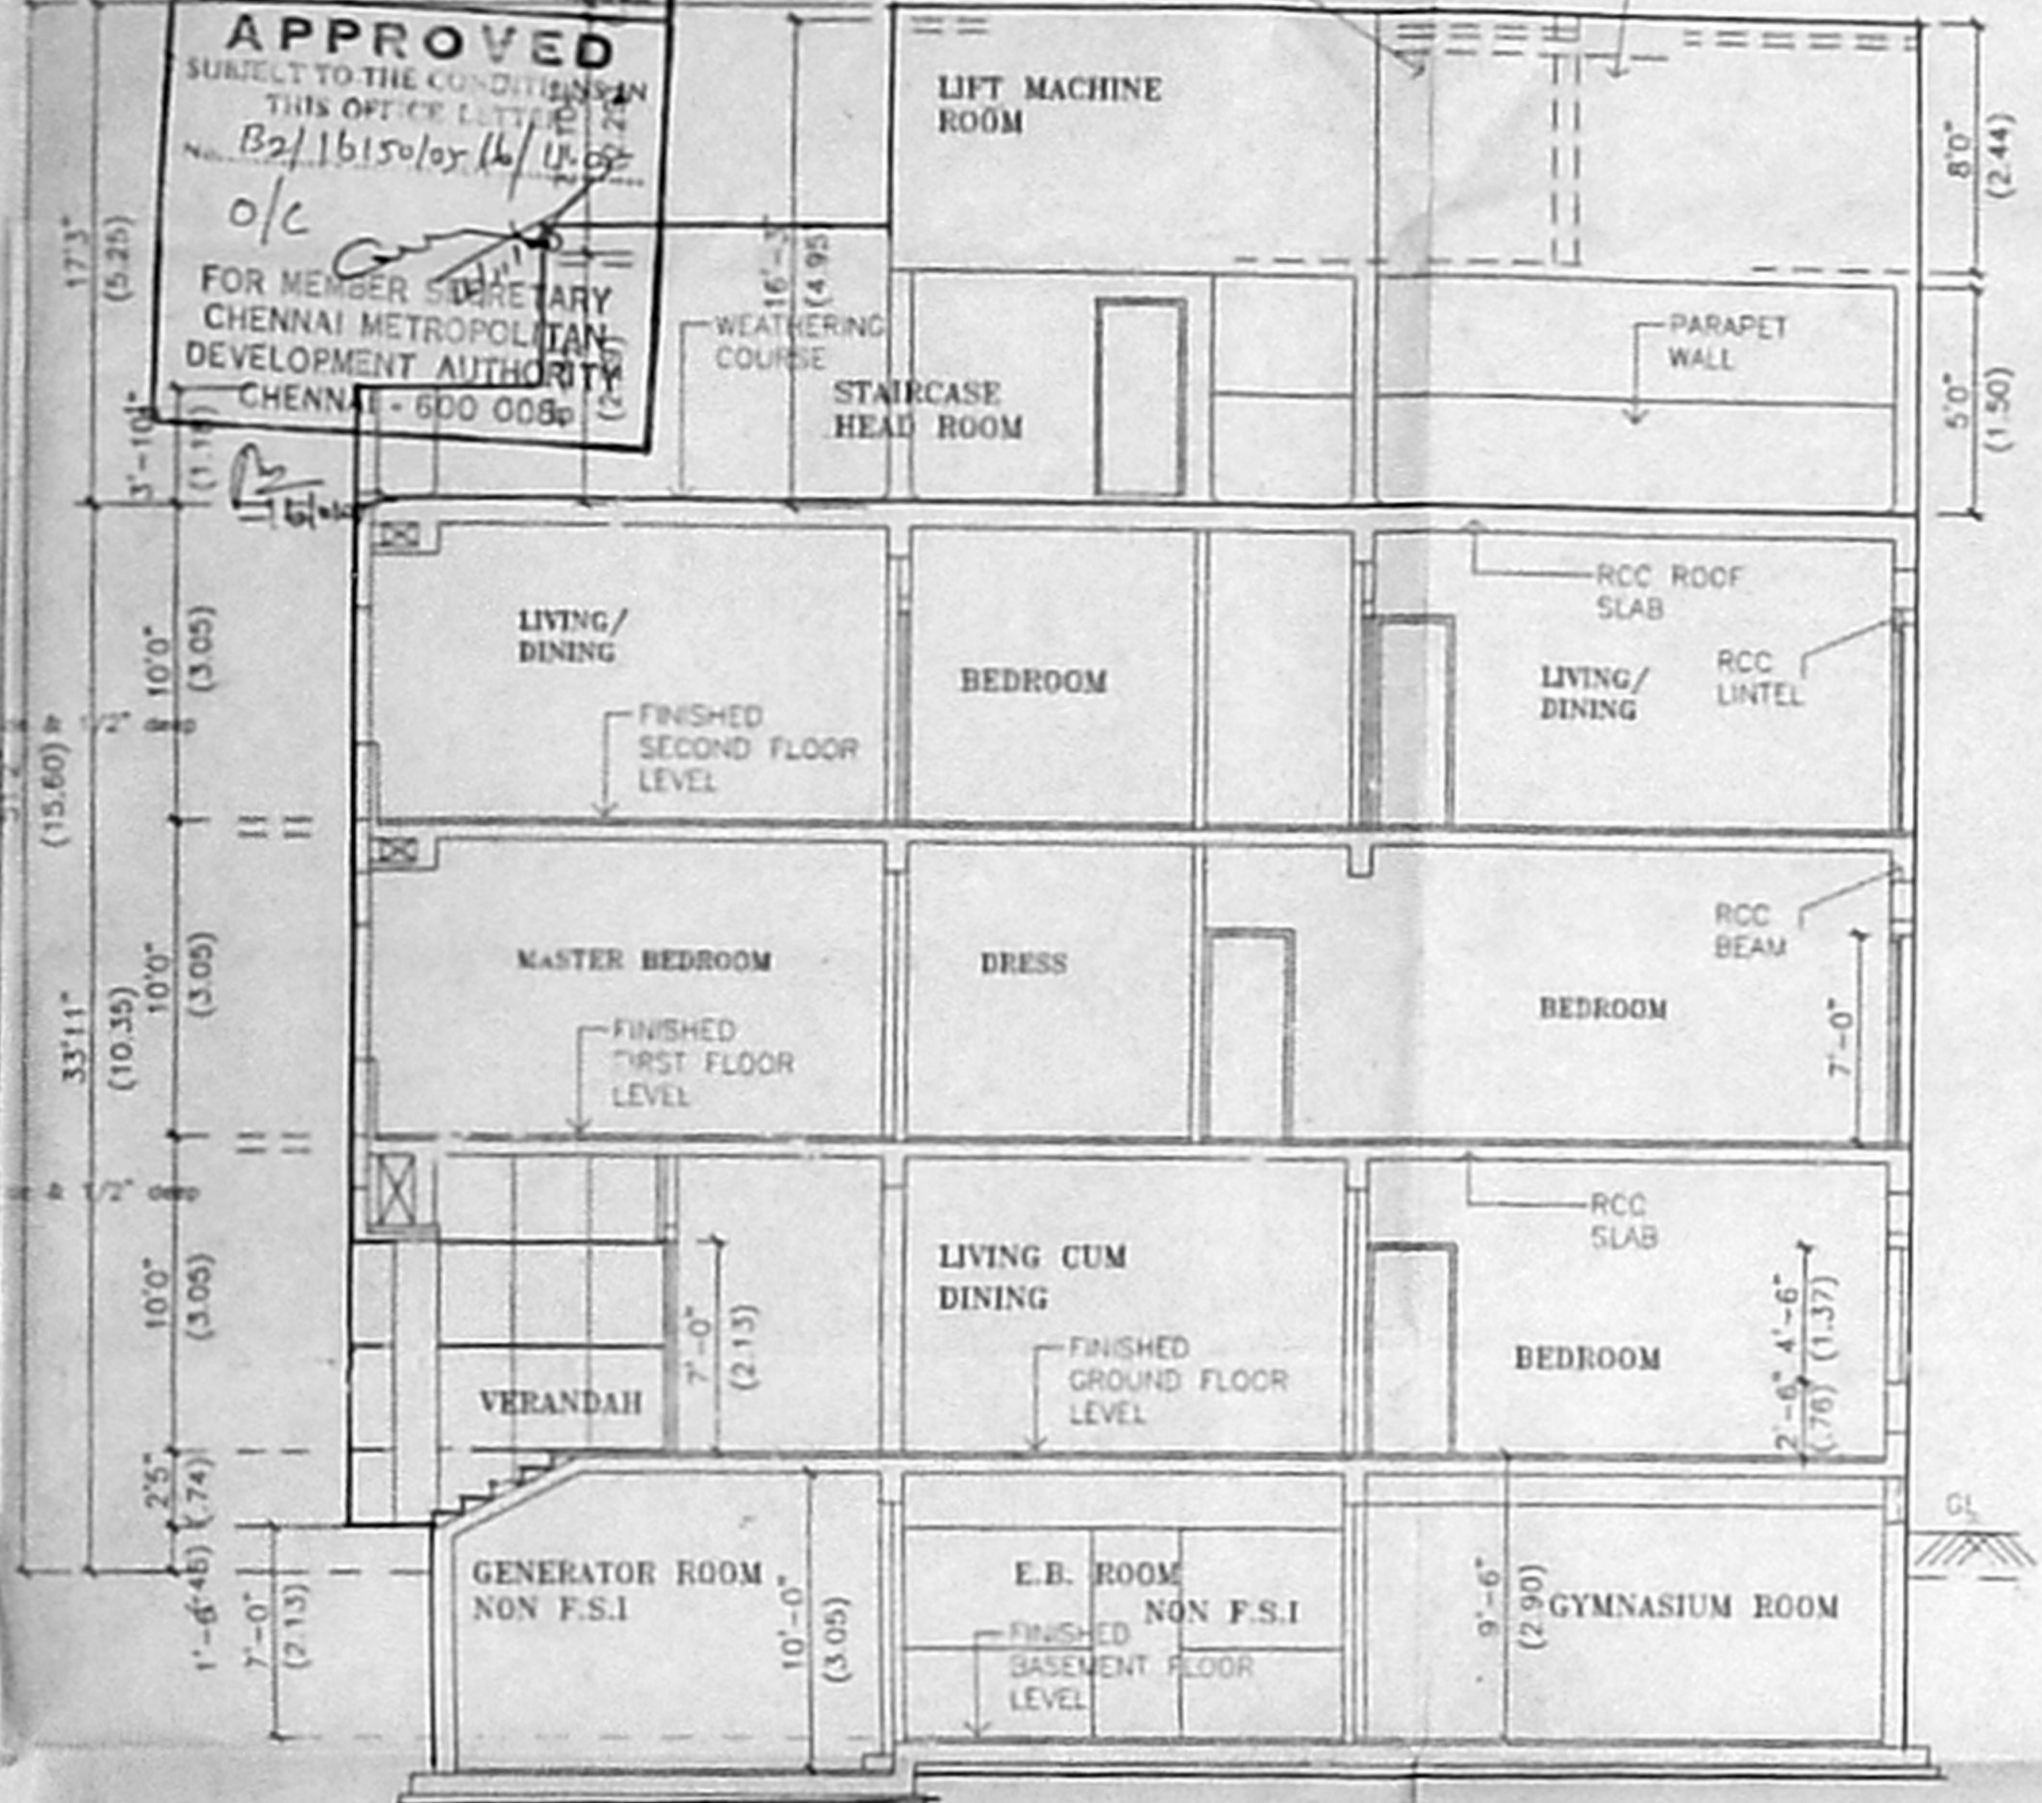 APPROVED
SUBJECT TO THE CONDITIONS IN
THIS OFFICE LETTER
No. B2/16150/05
O/C
FOR MEMBER SECRETARY
CHENNAI METROPOLITAN
DEVELOPMENT AUTHORITY
CHENNAI - 600 008
LIFT MACHINE
ROOM
8'0"
(2.44)
17'3"
(5.25)
16'-3"
(4.95)
WEATHERING
COURSE
STAIRCASE
HEAD ROOM
PARAPET
WALL
5'0"
(1.50)
3'-10½"
RCC ROOF
SLAB
LIVING/
DINING
BEDROOM
LIVING/
DINING
RCC
LINTEL
FINISHED
SECOND FLOOR
LEVEL
10'0"
(3.05)
(15.60)
MASTER BEDROOM
DRESS
BEDROOM
RCC
BEAM
7'-0"
FINISHED
FIRST FLOOR
LEVEL
10'0"
(3.05)
33'11"
(10.35)
RCC
SLAB
LIVING CUM
DINING
BEDROOM
4'-6"
(1.37)
2'-6"
(.76)
FINISHED
GROUND FLOOR
LEVEL
VERANDAH
7'-0"
(2.13)
10'0"
(3.05)
2'5"
(.74)
GL
GENERATOR ROOM
NON F.S.I
10'-0"
(3.05)
E.B. ROOM
NON F.S.I
FINISHED
BASEMENT FLOOR
LEVEL
9'-6"
(2.90)
GYMNASIUM ROOM
7'-0"
(2.13)